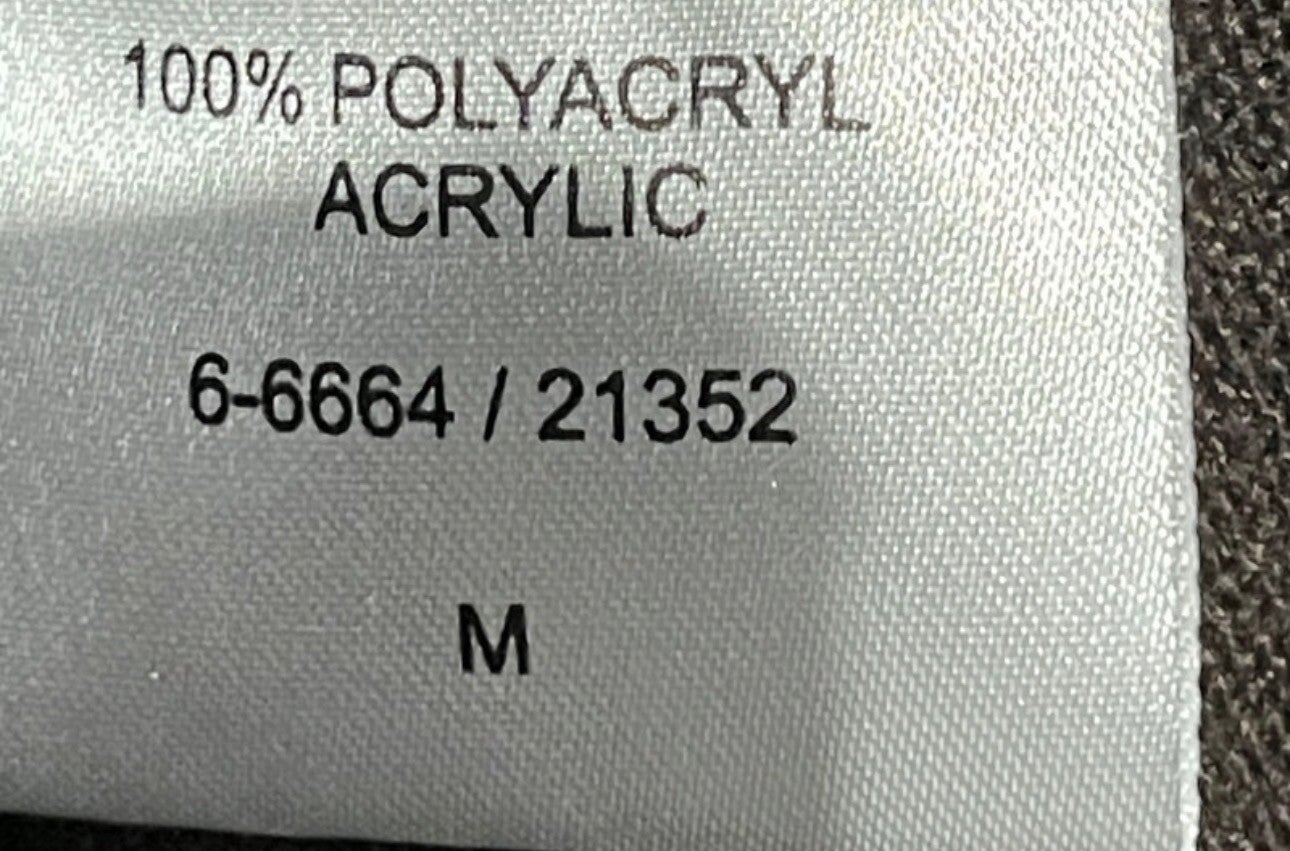 100% POLYACRYL
ACRYLIC
6-6664 / 21352
M